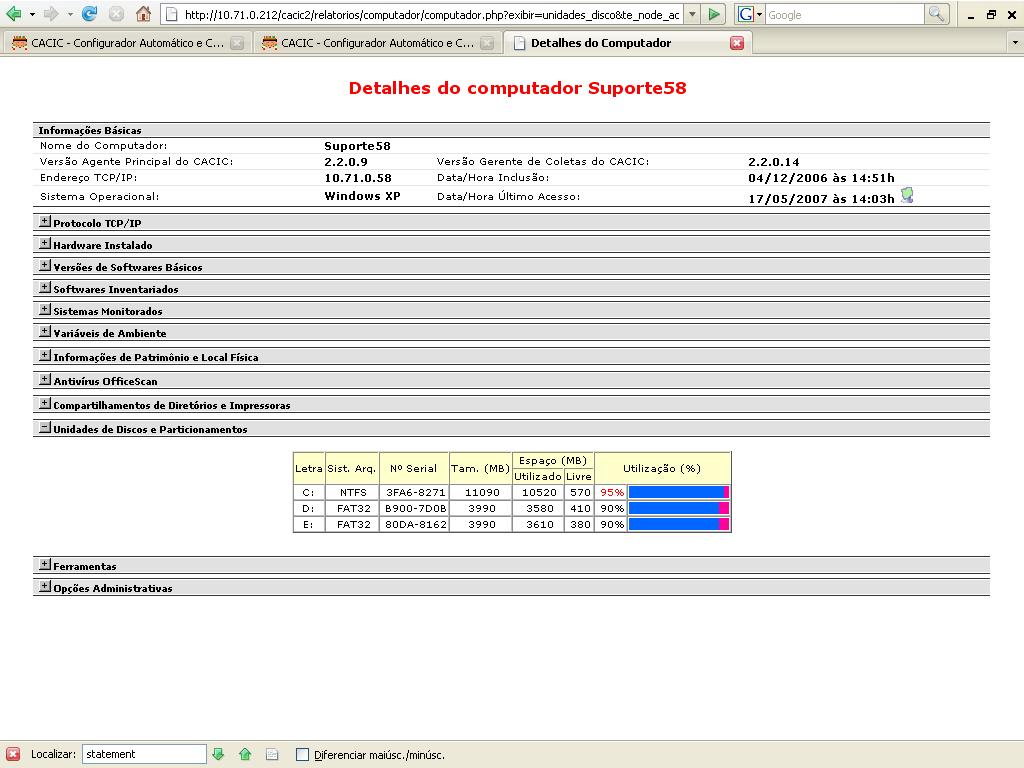 http://10.71.0.212/cacic2/relatorios/computador/computador.php?exibir=unidades_disco&te_node_ac
Google
CACIC - Configurador Automático e C...
CACIC - Configurador Automático e C...
Detalhes do Computador
Detalhes do computador Suporte58
Informações Básicas
Nome do Computador: Suporte58
Versão Agente Principal do CACIC: 2.2.0.9 Versão Gerente de Coletas do CACIC: 2.2.0.14
Endereço TCP/IP: 10.71.0.58 Data/Hora Inclusão: 04/12/2006 às 14:51h
Sistema Operacional: Windows XP Data/Hora Último Acesso: 17/05/2007 às 14:03h
Protocolo TCP/IP
Hardware Instalado
Versões de Softwares Básicos
Softwares Inventariados
Sistemas Monitorados
Variáveis de Ambiente
Informações de Patrimônio e Local Física
Antivírus OfficeScan
Compartilhamentos de Diretórios e Impressoras
Unidades de Discos e Particionamentos
Letra Sist. Arq. Nº Serial Tam. (MB) Espaço (MB) Utilização (%)
Utilizado Livre
C: NTFS 3FA6-8271 11090 10520 570 95%
D: FAT32 B900-7D0B 3990 3580 410 90%
E: FAT32 80DA-8162 3990 3610 380 90%
Ferramentas
Opções Administrativas
Localizar: statement Diferenciar maiúsc./minúsc.